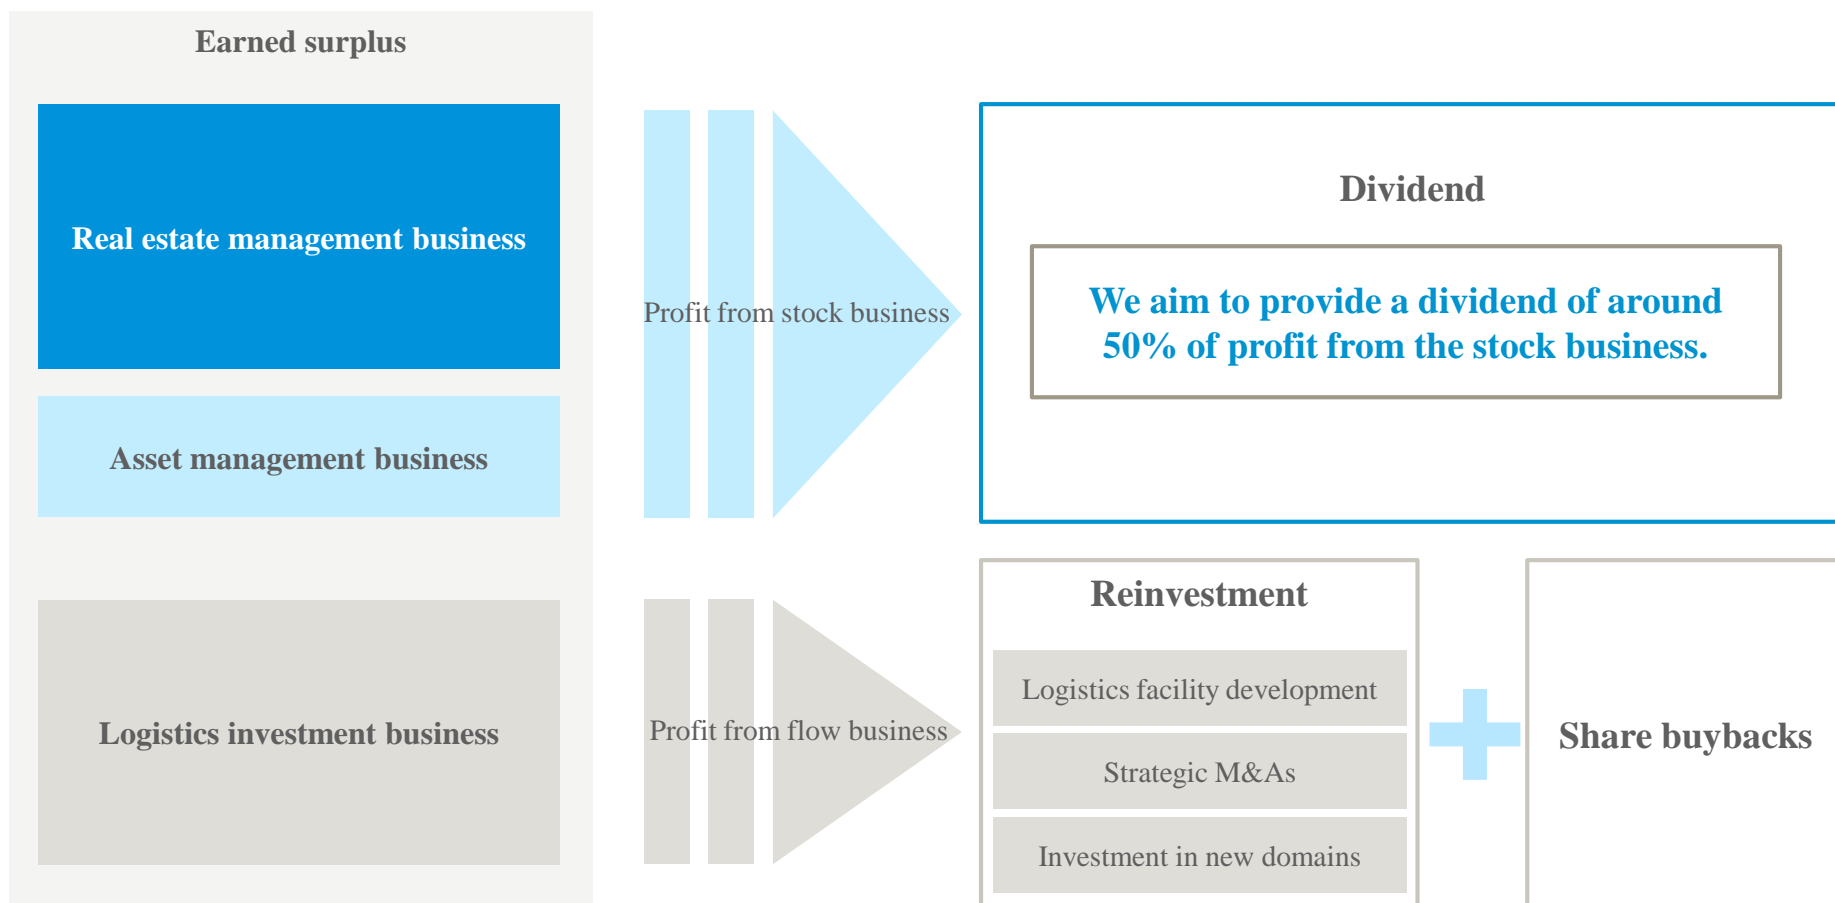 Earned surplus
Real estate management business
Asset management business
Logistics investment business
Profit from stock business
Profit from flow business
Dividend
We aim to provide a dividend of around
50% of profit from the stock business.
Reinvestment
Logistics facility development
Strategic M&As
Investment in new domains
Share buybacks